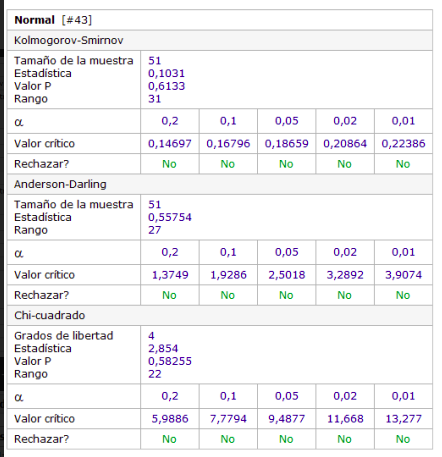 Normal [#43]
Kolmogorov-Smirnov
Tamaño de la muestra 51
Estadística 0,1031
Valor P 0,6133
Rango 31
α 0,2 0,1 0,05 0,02 0,01
Valor crítico 0,14697 0,16796 0,18659 0,20864 0,22386
Rechazar? No No No No No
Anderson-Darling
Tamaño de la muestra 51
Estadística 0,55754
Rango 27
α 0,2 0,1 0,05 0,02 0,01
Valor crítico 1,3749 1,9286 2,5018 3,2892 3,9074
Rechazar? No No No No No
Chi-cuadrado
Grados de libertad 4
Estadística 2,854
Valor P 0,58255
Rango 22
α 0,2 0,1 0,05 0,02 0,01
Valor crítico 5,9886 7,7794 9,4877 11,668 13,277
Rechazar? No No No No No